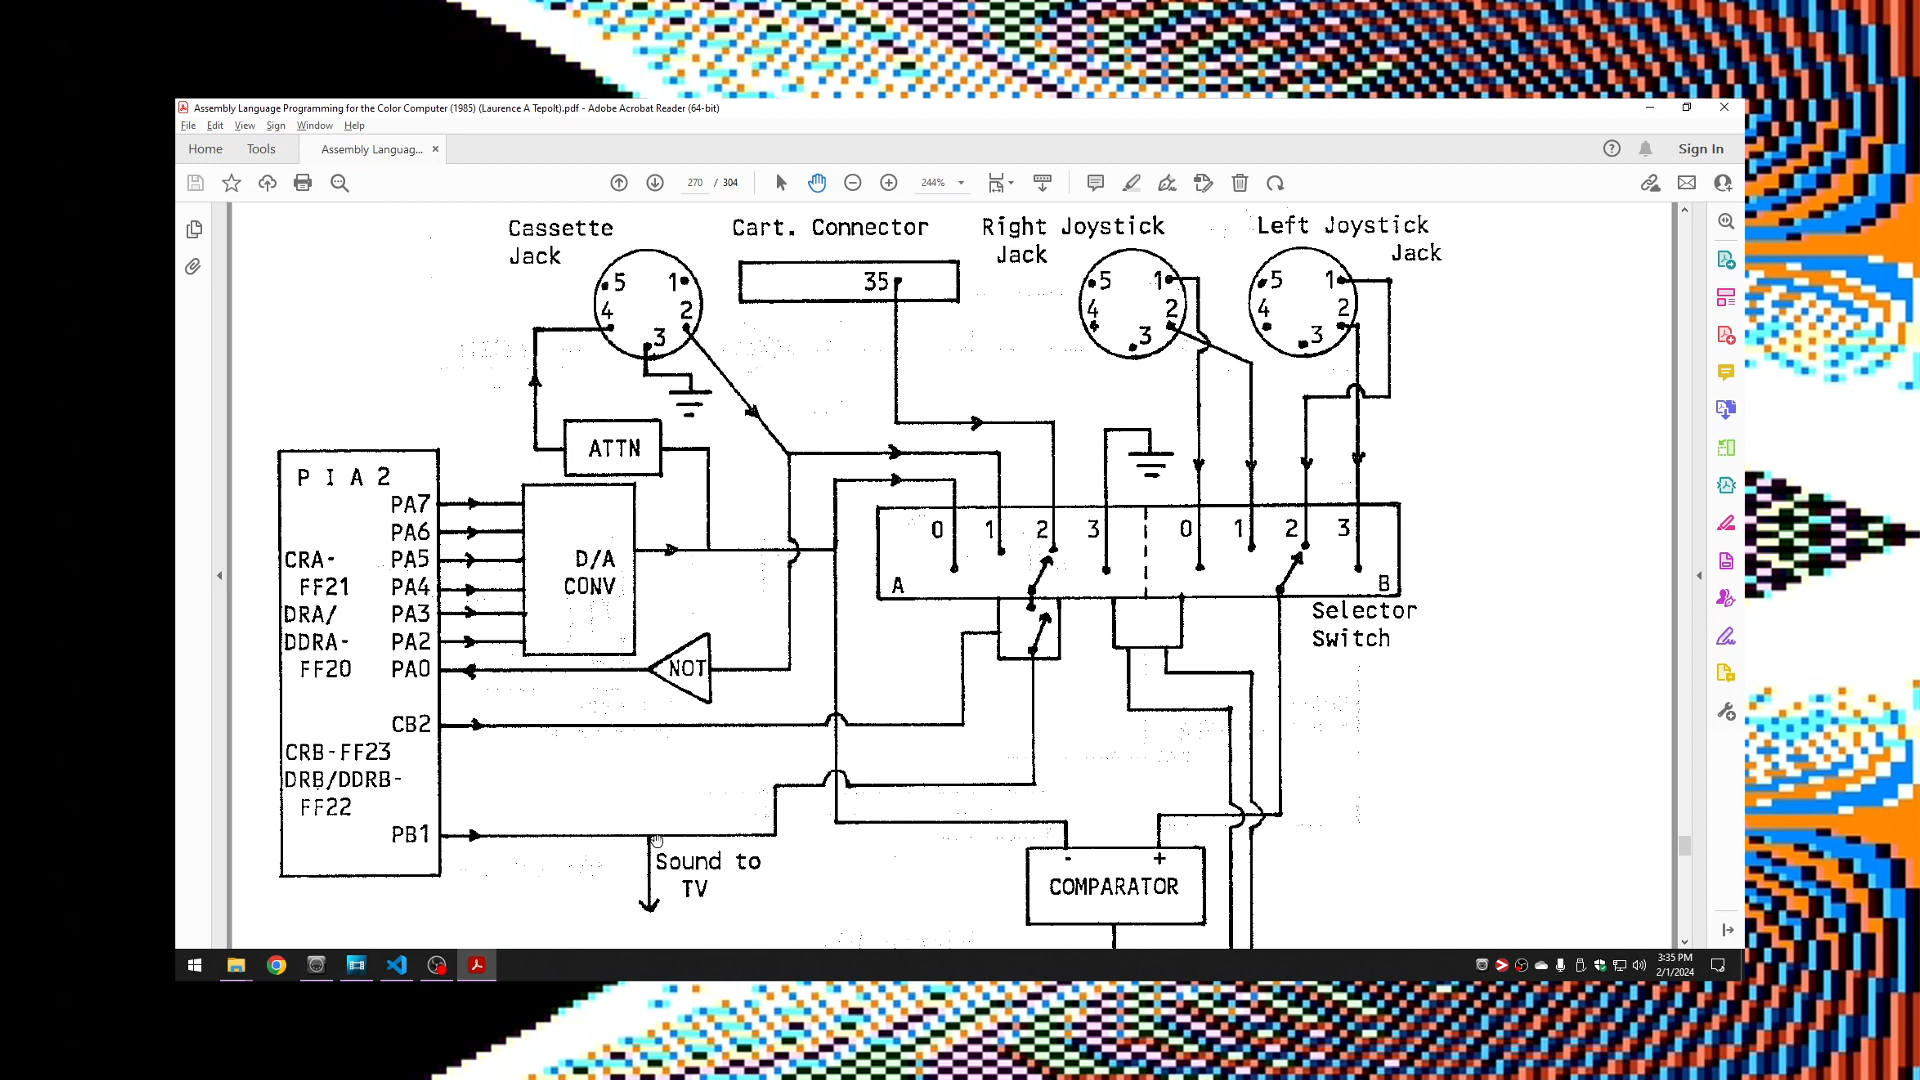 Assembly Language Programming for the Color Computer (1985) (Laurence A Tepolt).pdf - Adobe Acrobat Reader (64-bit)
File Edit View Sign Window Help
Home Tools Assembly Languag... × Sign In
270 / 304 244%
Cassette Jack
Cart. Connector
Right Joystick Jack
Left Joystick Jack
5 1 4 2 3
35
5 1 4 2 3
5 1 4 2 3
ATTN
P I A 2
PA7
PA6
CRA- PA5
FF21 PA4
DRA/ PA3
DDRA- PA2
FF20 PA0
D/A
CONV
NOT
0 1 2 3 0 1 2 3
A B
Selector
Switch
CB2
CRB-FF23
DRB/DDRB-
FF22
PB1
Sound to
TV
- +
COMPARATOR
3:35 PM
2/1/2024